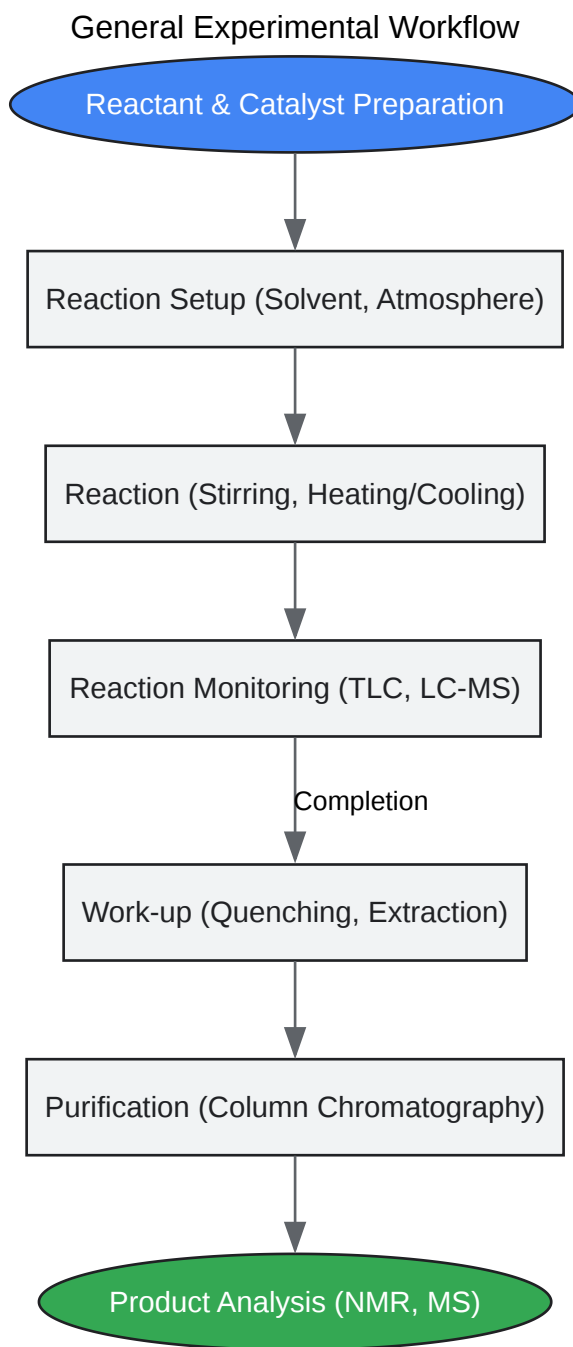 General Experimental Workflow
Reactant & Catalyst Preparation
Reaction Setup (Solvent, Atmosphere)
Reaction (Stirring, Heating/Cooling)
Reaction Monitoring (TLC, LC-MS)
Completion
Work-up (Quenching, Extraction)
Purification (Column Chromatography)
Product Analysis (NMR, MS)